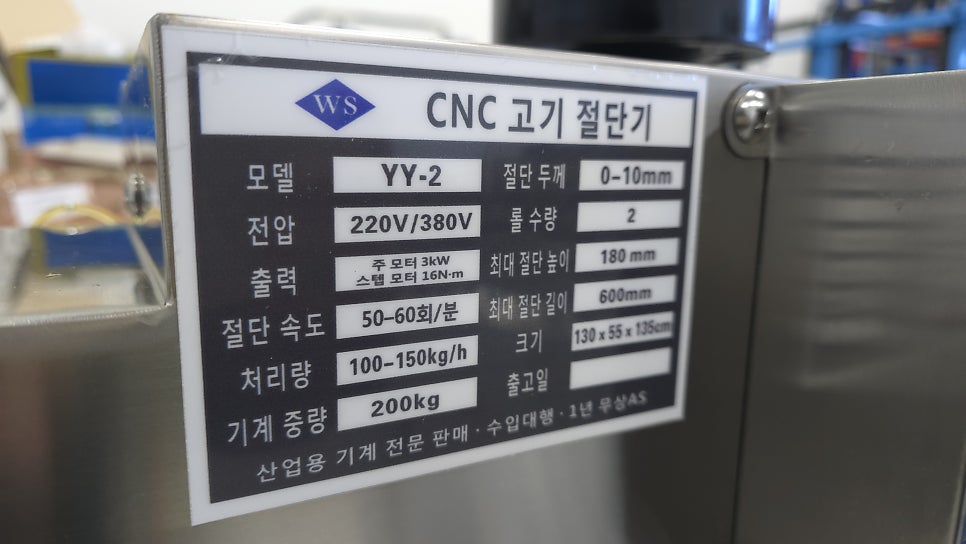 WS
CNC 고기 절단기
모델 YY-2
전압 220V/380V
출력 주 모터 3kW
스텝 모터 16N·m
절단 속도 50-60회/분
처리량 100-150kg/h
기계 중량 200kg
절단 두께 0-10mm
롤 수량 2
최대 절단 높이 180 mm
최대 절단 길이 600mm
크기 130 x 55 x 135cm
출고일
산업용 기계 전문 판매 · 수입대행 · 1년 무상AS